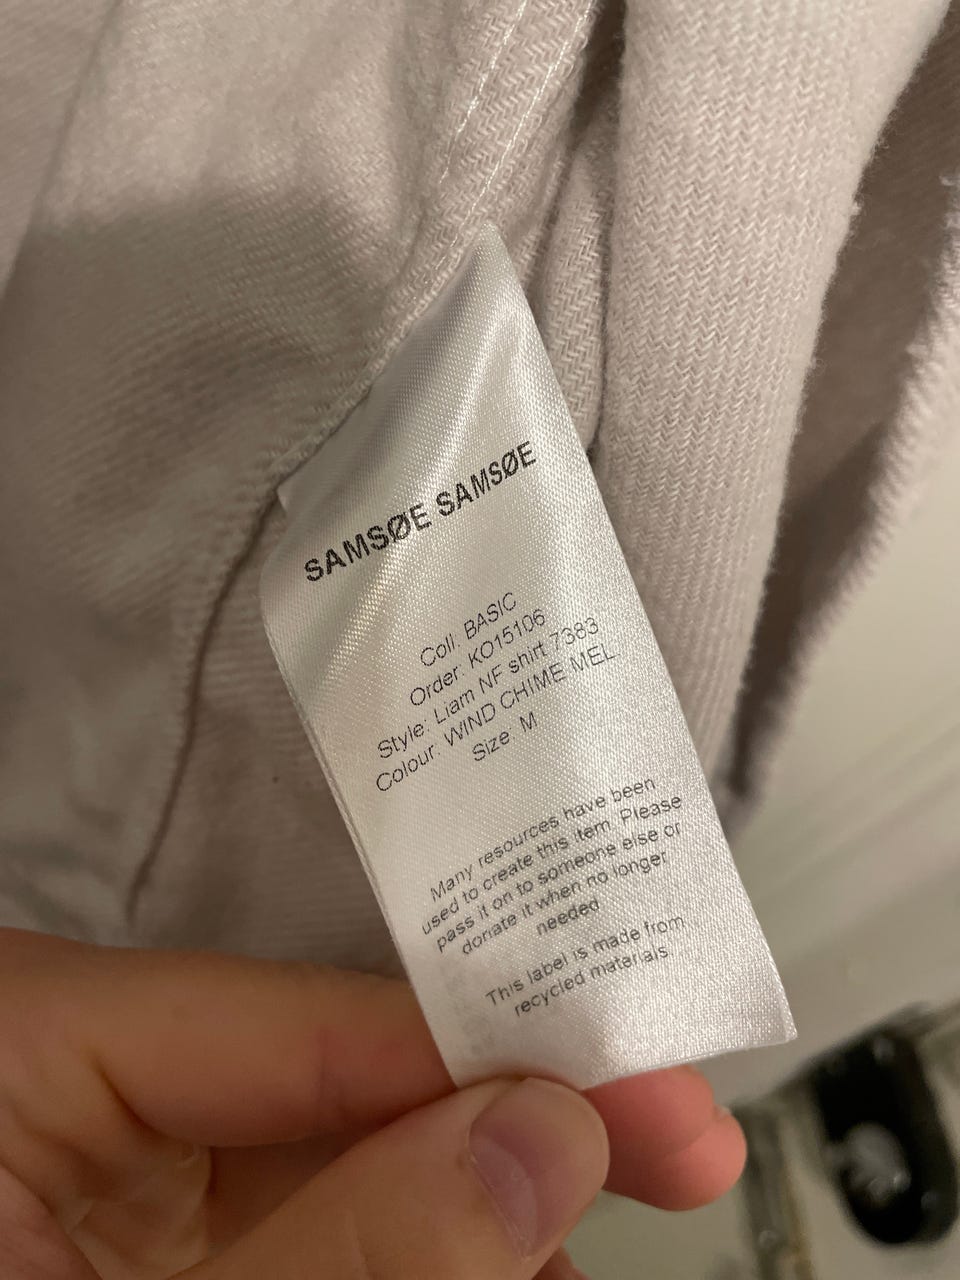 SAMSØE SAMSØE
Coll. BASIC
Order: KO15106
Style: Liam NF shirt 7383
Colour: WIND CHIME MEL.
Size M
Many resources have been
used to create this item. Please
pass it on to someone else or
donate it when no longer
needed.
This label is made from
recycled materials.